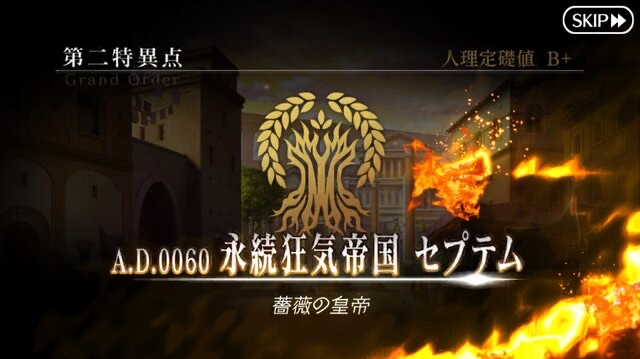 SKIP
第二特異点
人理定礎値 B+
Grand Order
A.D.0060 永続狂気帝国 セプテム
薔薇の皇帝